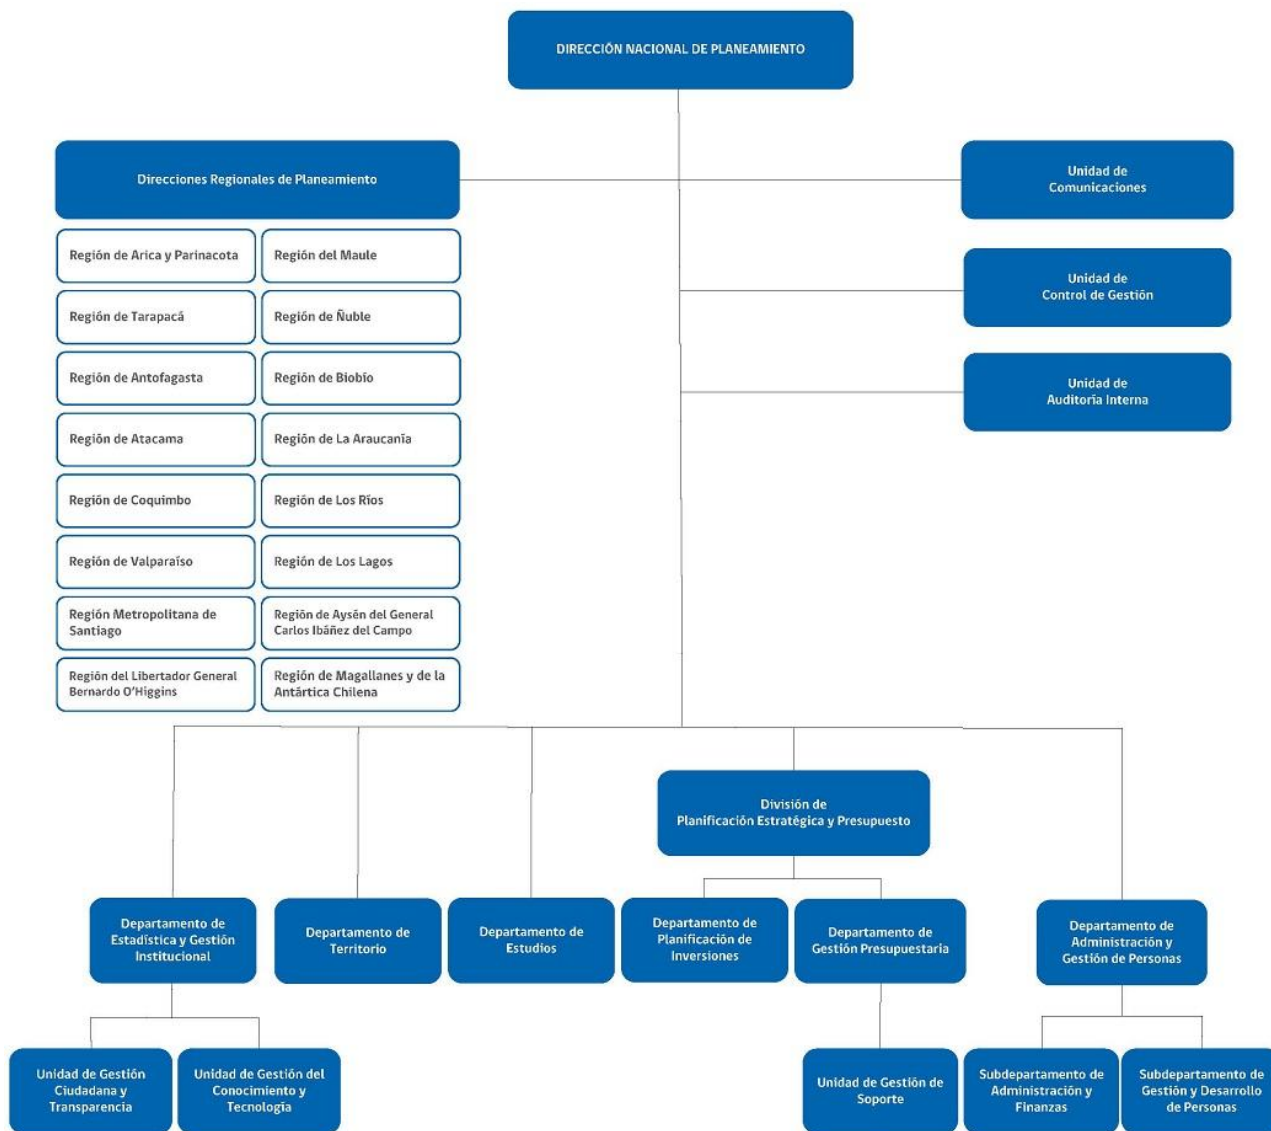 DIRECCIÓN NACIONAL DE PLANEAMIENTO
Direcciones Regionales de Planeamiento
Unidad de
Comunicaciones
Región de Arica y Parinacota
Región del Maule
Unidad de
Control de Gestión
Región de Tarapacá
Región de Ñuble
Región de Antofagasta
Región de Biobío
Unidad de
Auditoría Interna
Región de Atacama
Región de La Araucanía
Región de Coquimbo
Región de Los Ríos
Región de Valparaíso
Región de Los Lagos
Región Metropolitana de
Santiago
Región de Aysén del General
Carlos Ibáñez del Campo
Región del Libertador General
Bernardo O’Higgins
Región de Magallanes y de la
Antártica Chilena
División de
Planificación Estratégica y Presupuesto
Departamento de
Estadística y Gestión
Institucional
Departamento de
Territorio
Departamento de
Estudios
Departamento de
Planificación de
Inversiones
Departamento de
Gestión Presupuestaria
Departamento de
Administración y
Gestión de Personas
Unidad de Gestión
Ciudadana y
Transparencia
Unidad de Gestión del
Conocimiento y
Tecnología
Unidad de Gestión de
Soporte
Subdepartamento de
Administración y
Finanzas
Subdepartamento de
Gestión y Desarrollo
de Personas